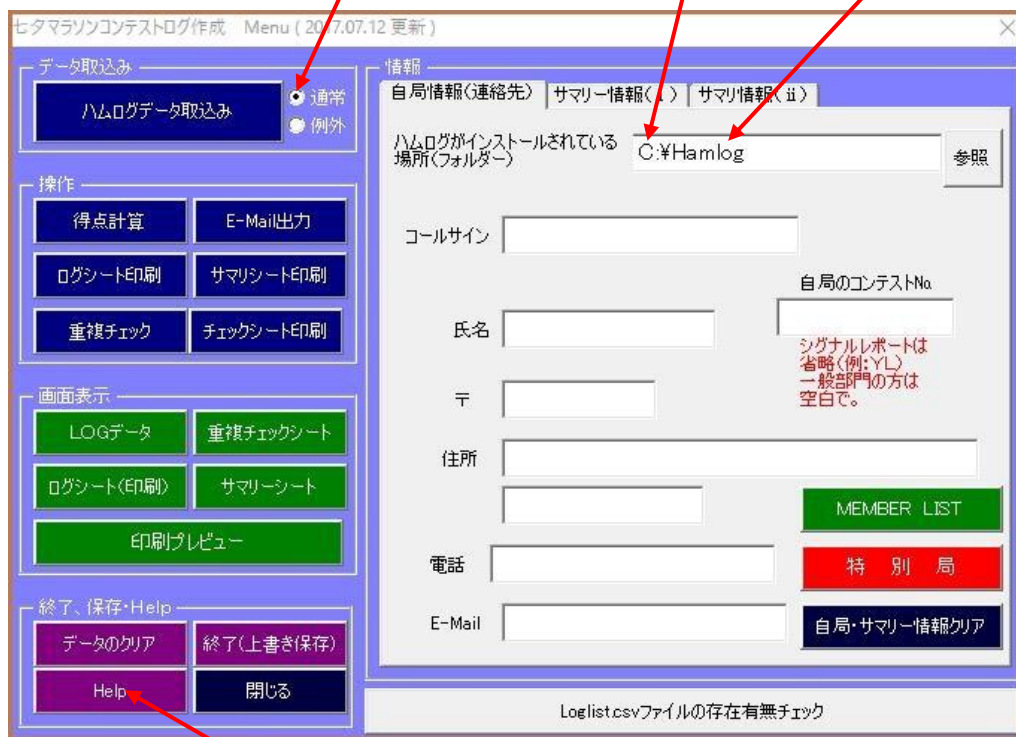 七夕マラソンコンテストログ作成 Menu ( 2017.07.12 更新 )
データ取込み
ハムログデータ取込み
通常
例外
操作
得点計算
E-Mail出力
ログシート印刷
サマリシート印刷
重複チェック
チェックシート印刷
画面表示
LOGデータ
重複チェックシート
ログシート(印刷)
サマリーシート
印刷プレビュー
終了、保存・Help
データのクリア
終了(上書き保存)
Help
閉じる
情報
自局情報(連絡先)
サマリー情報(ⅰ)
サマリ情報(ⅱ)
ハムログがインストールされている
場所(フォルダー)
C:¥Hamlog
参照
コールサイン
自局のコンテストNo.
氏名
シグナルレポートは
省略(例:YL)
一般部門の方は
空白で。
〒
住所
MEMBER LIST
電話
特 別 局
E-Mail
自局・サマリー情報クリア
Loglist.csvファイルの存在有無チェック